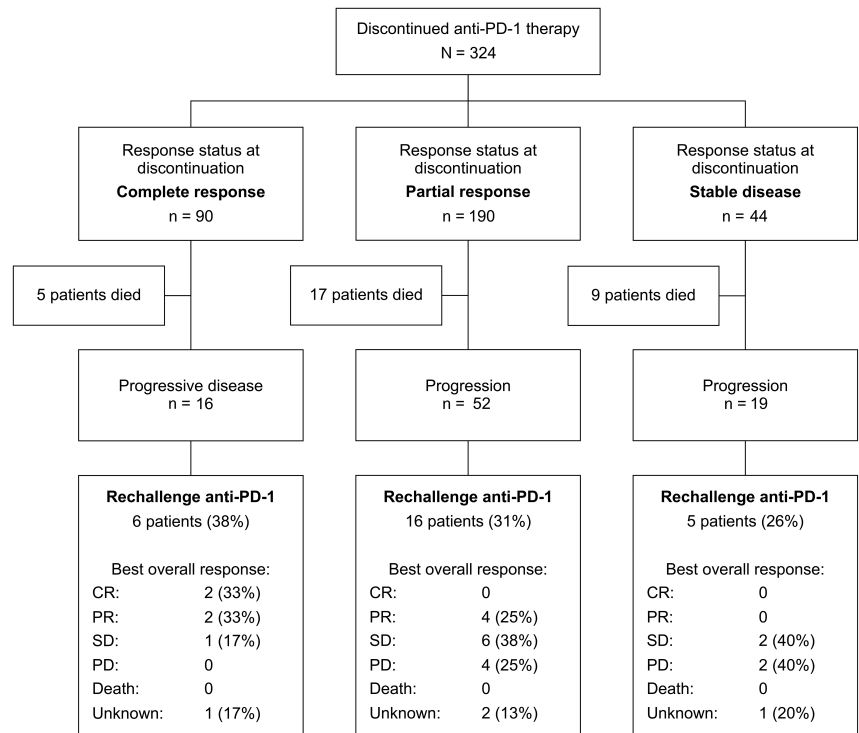 Discontinued anti-PD-1 therapy
N = 324
Response status at
discontinuation
Complete response
n = 90
Response status at
discontinuation
Partial response
n = 190
Response status at
discontinuation
Stable disease
n = 44
5 patients died
17 patients died
9 patients died
Progressive disease
n = 16
Progression
n = 52
Progression
n = 19
Rechallenge anti-PD-1
6 patients (38%)
Best overall response:
CR: 2 (33%)
PR: 2 (33%)
SD: 1 (17%)
PD: 0
Death: 0
Unknown: 1 (17%)
Rechallenge anti-PD-1
16 patients (31%)
Best overall response:
CR: 0
PR: 4 (25%)
SD: 6 (38%)
PD: 4 (25%)
Death: 0
Unknown: 2 (13%)
Rechallenge anti-PD-1
5 patients (26%)
Best overall response:
CR: 0
PR: 0
SD: 2 (40%)
PD: 2 (40%)
Death: 0
Unknown: 1 (20%)